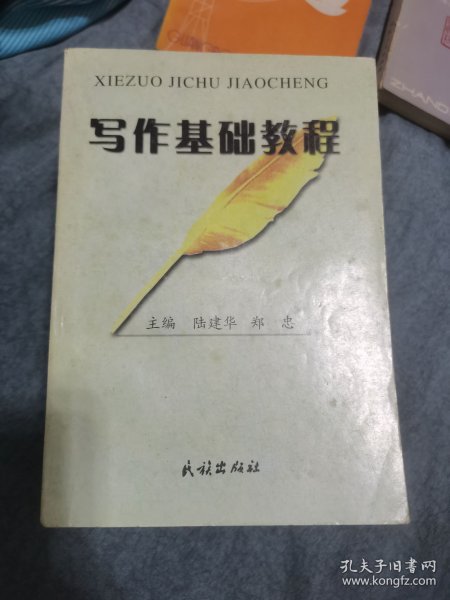 XIEZUO JICHU JIAOCHENG
写作基础教程
主编 陆建华 郑忠
民族出版社
ZHAND
孔夫子旧书网
www.kongfz.com